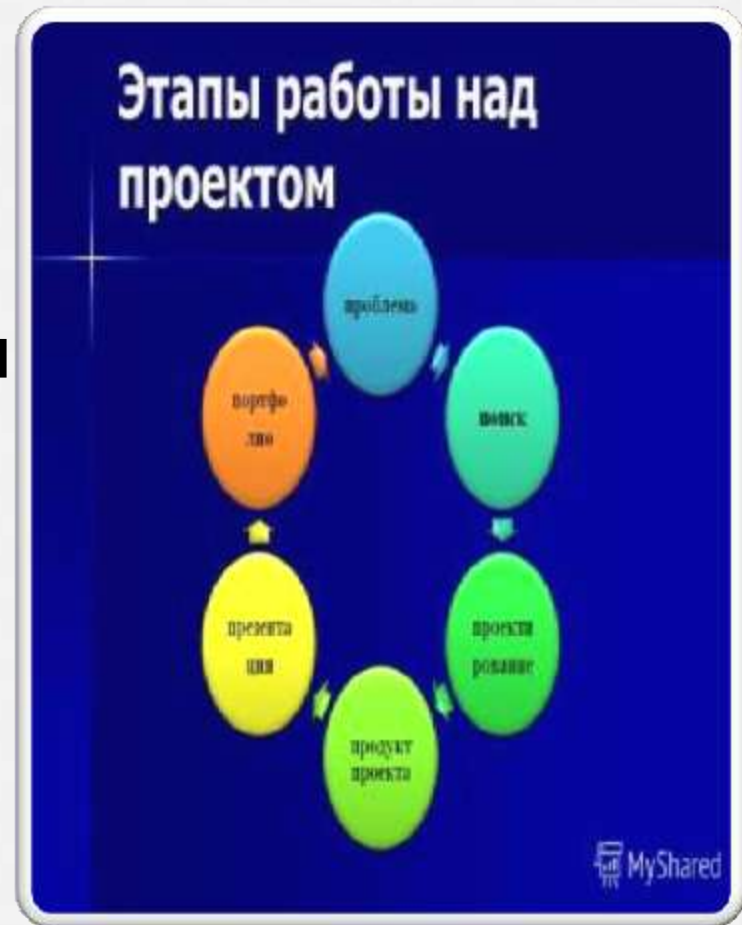 Этапы работы над
проектом
проблема
поиск
проекти
рование
продукт
проекта
презента
ция
портфо
лио
MyShared